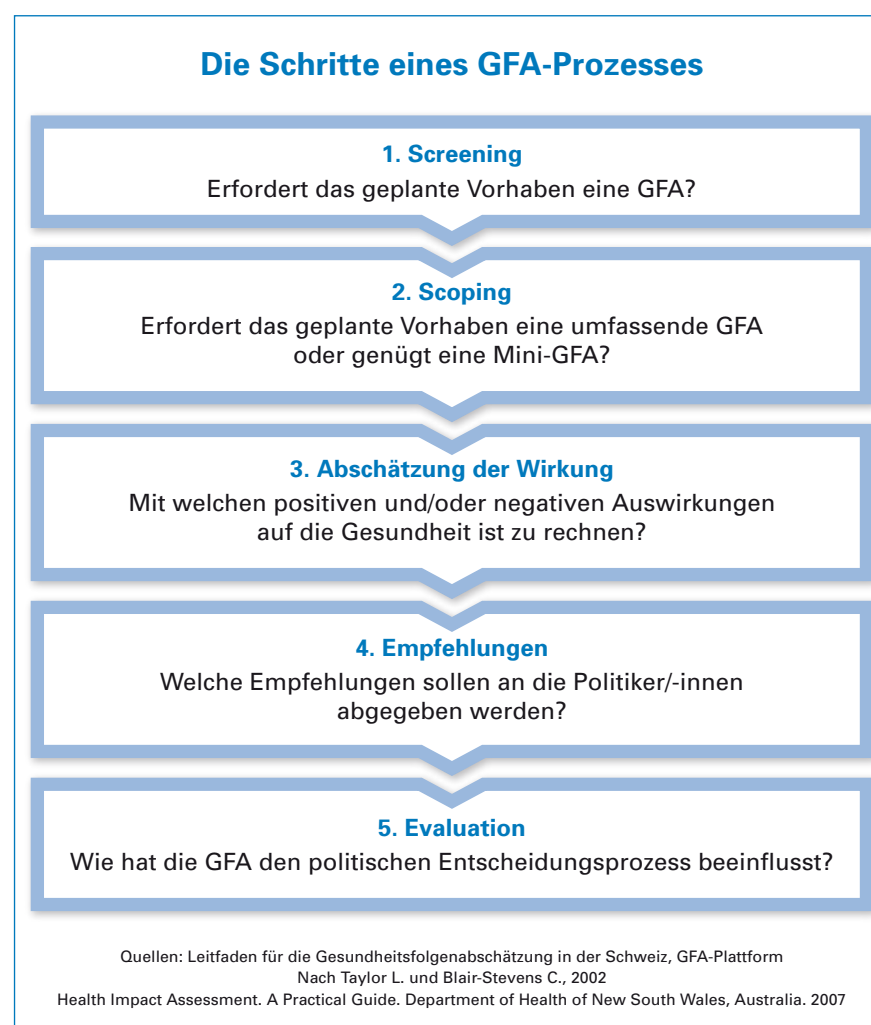 Die Schritte eines GFA-Prozesses
1. Screening
Erfordert das geplante Vorhaben eine GFA?
2. Scoping
Erfordert das geplante Vorhaben eine umfassende GFA
oder genügt eine Mini-GFA?
3. Abschätzung der Wirkung
Mit welchen positiven und/oder negativen Auswirkungen
auf die Gesundheit ist zu rechnen?
4. Empfehlungen
Welche Empfehlungen sollen an die Politiker/-innen
abgegeben werden?
5. Evaluation
Wie hat die GFA den politischen Entscheidungsprozess beeinflusst?
Quellen: Leitfaden für die Gesundheitsfolgenabschätzung in der Schweiz, GFA-Plattform
Nach Taylor L. und Blair-Stevens C., 2002
Health Impact Assessment. A Practical Guide. Department of Health of New South Wales, Australia. 2007